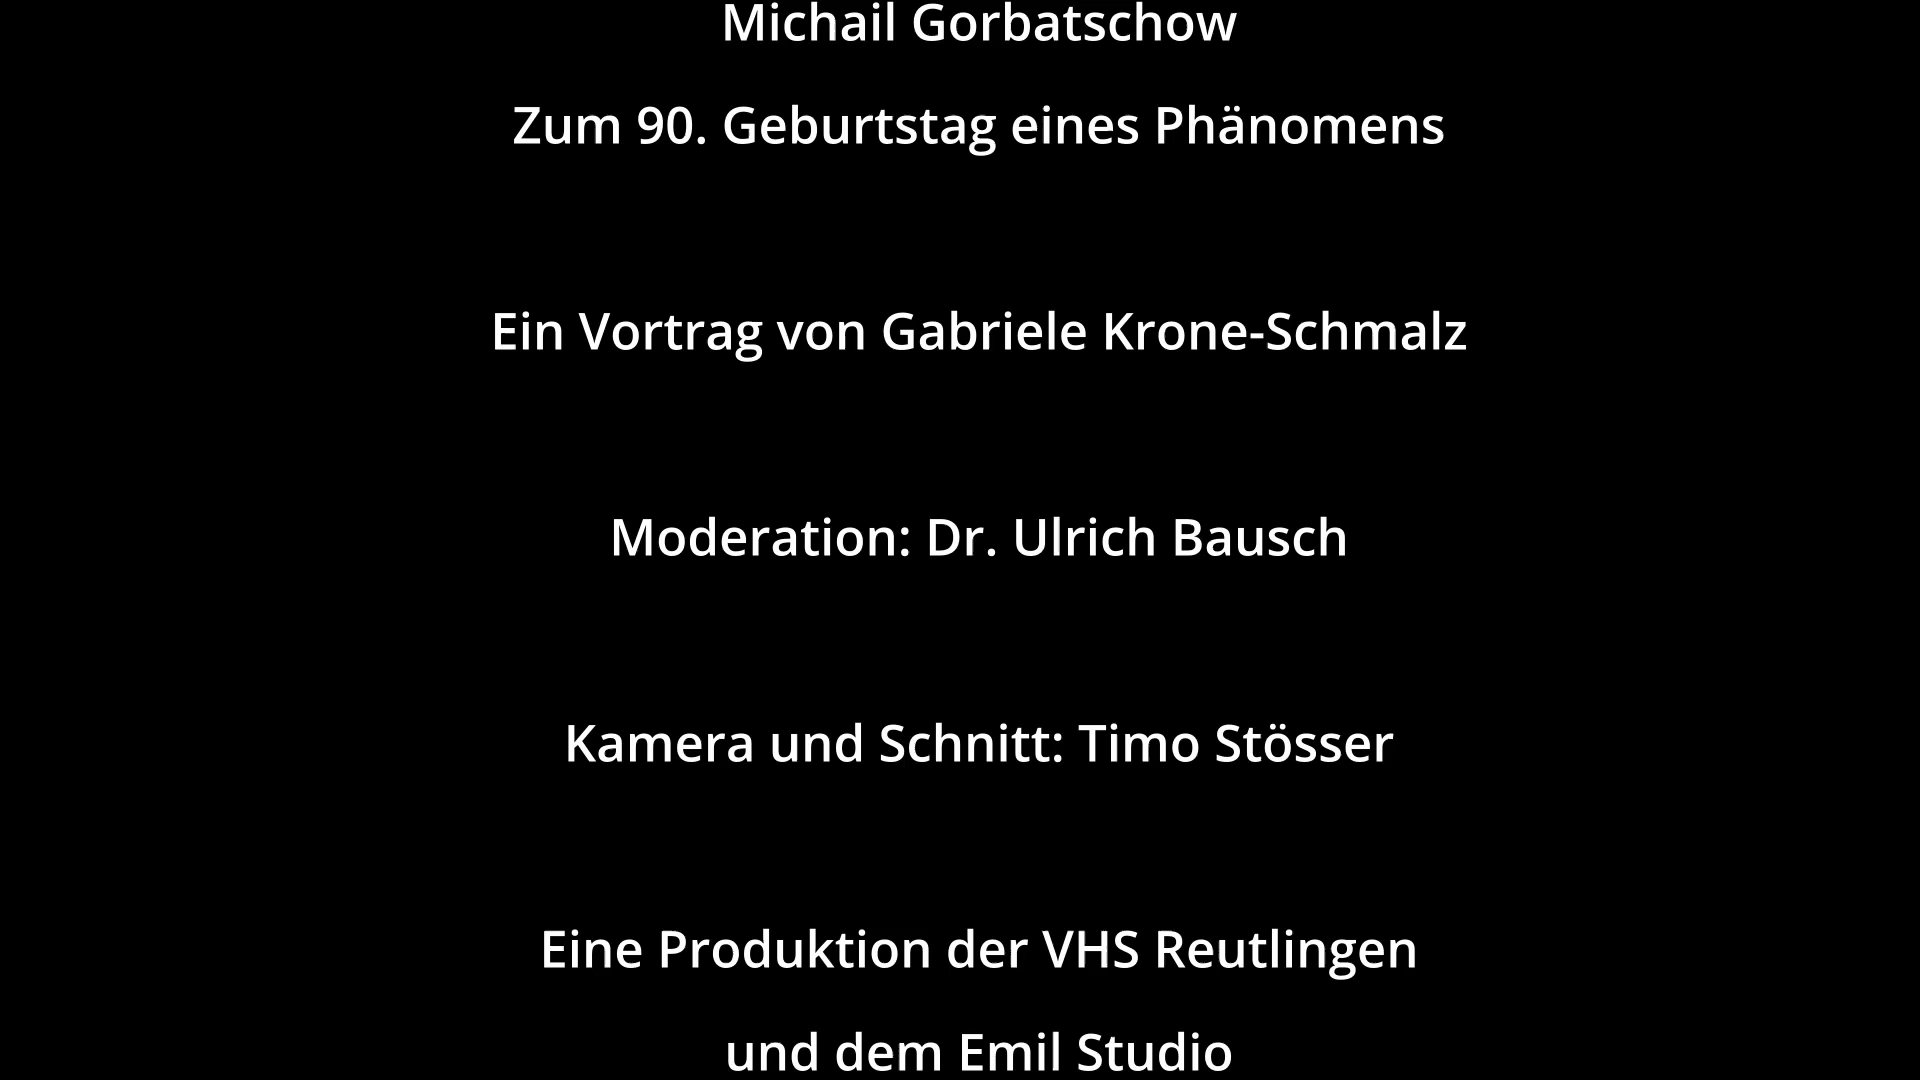 Michail Gorbatschow
Zum 90. Geburtstag eines Phänomens
Ein Vortrag von Gabriele Krone-Schmalz
Moderation: Dr. Ulrich Bausch
Kamera und Schnitt: Timo Stösser
Eine Produktion der VHS Reutlingen
und dem Emil Studio